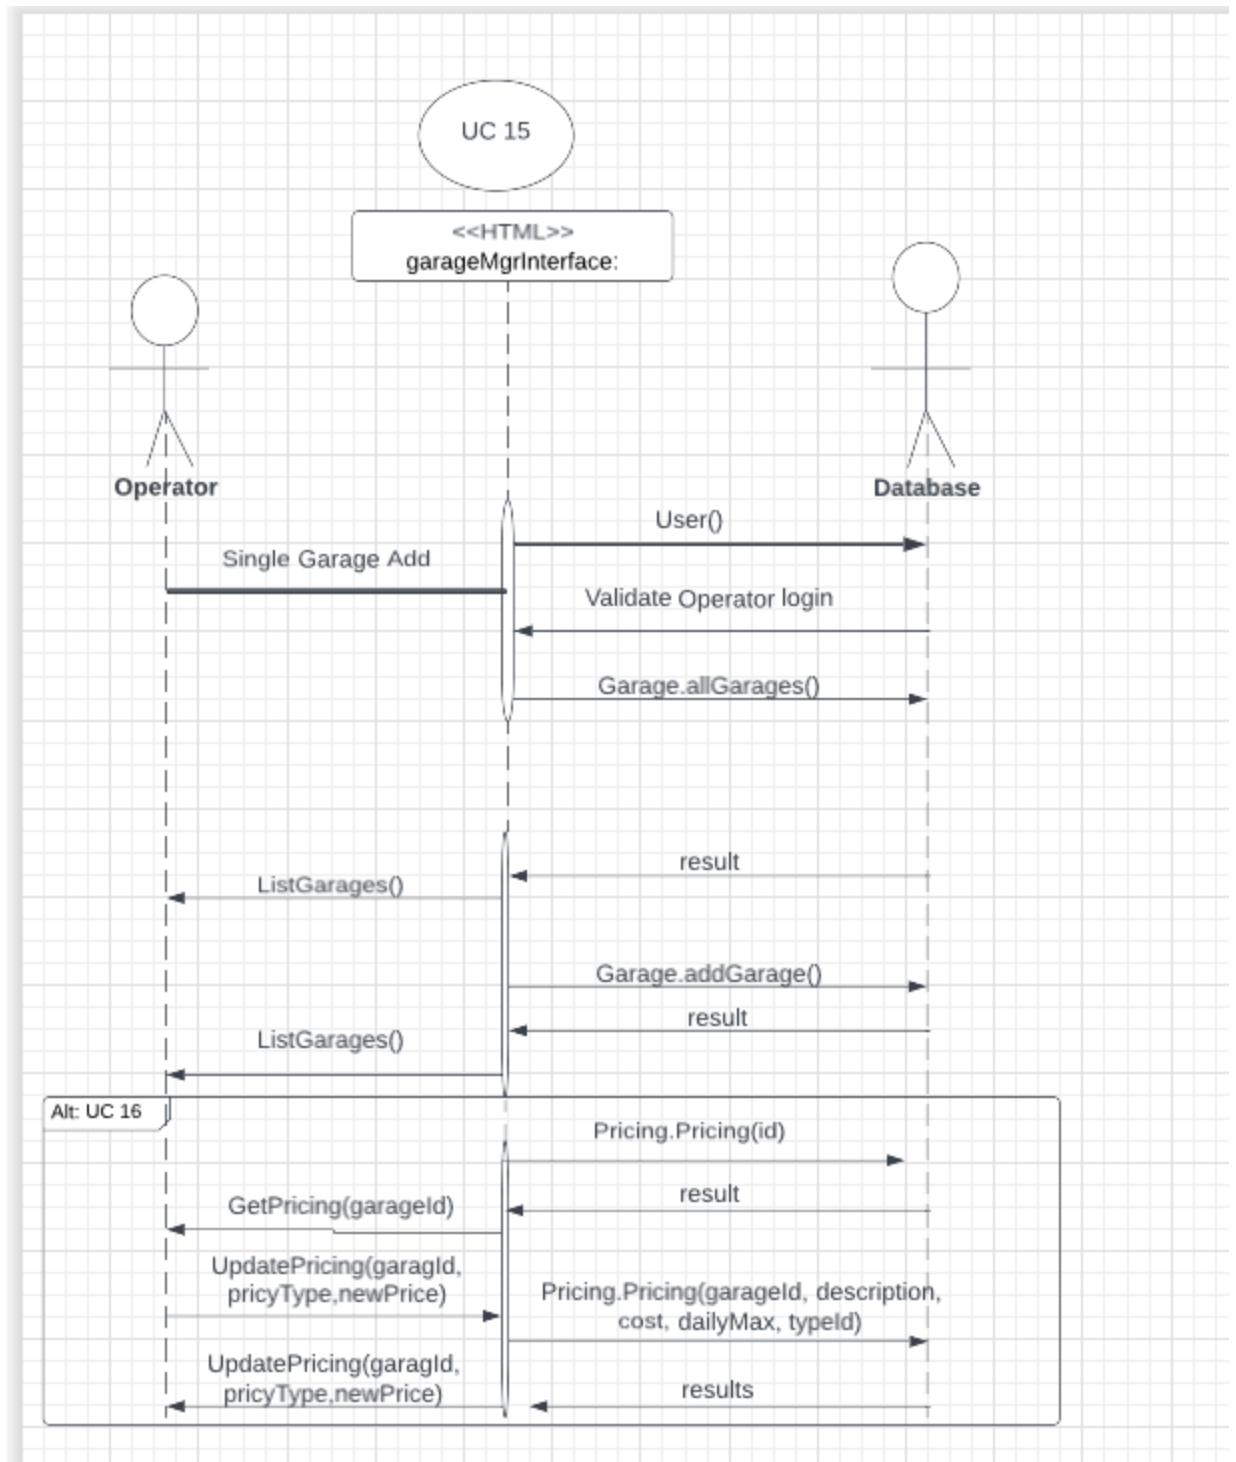 UC 15
<<HTML>>
garageMgrInterface:
Operator
Database
User()
Single Garage Add
Validate Operator login
Garage.allGarages()
result
ListGarages()
Garage.addGarage()
result
ListGarages()
Alt: UC 16
Pricing.Pricing(id)
result
GetPricing(garageId)
UpdatePricing(garagId,
pricyType,newPrice)
Pricing.Pricing(garageId, description,
cost, dailyMax, typeId)
UpdatePricing(garagId,
pricyType,newPrice)
results